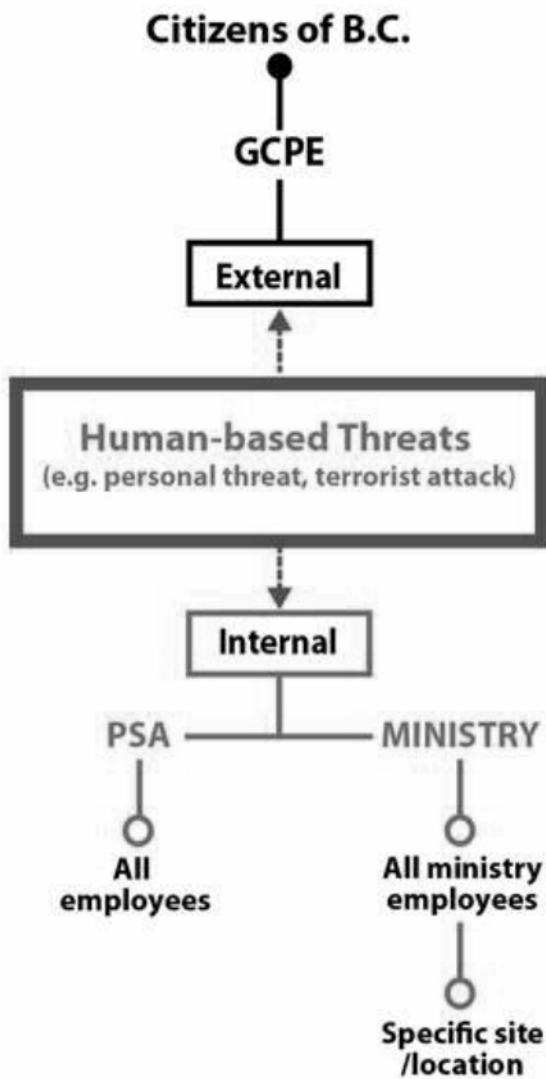 Citizens of B.C.
GCPE
External
Human-based Threats
(e.g. personal threat, terrorist attack)
Internal
PSA
MINISTRY
All
employees
All ministry
employees
Specific site
/location